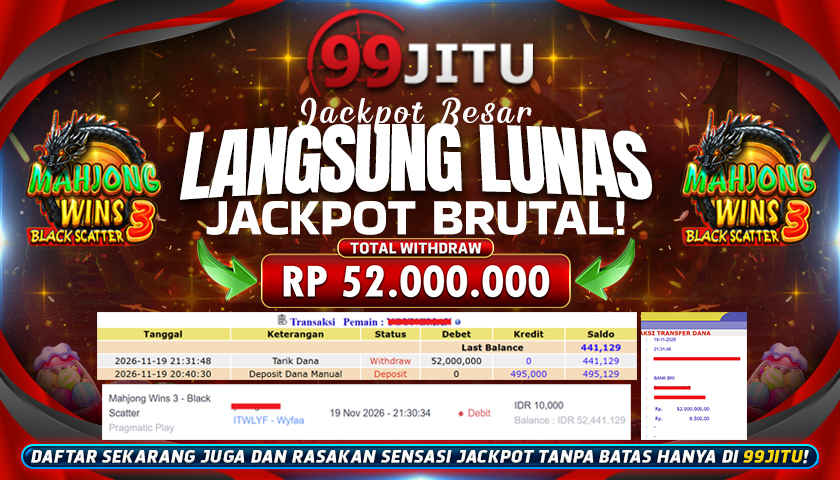 99JITU
Jackpot Besar
LANGSUNG LUNAS
JACKPOT BRUTAL!
TOTAL WITHDRAW
RP 52.000.000
MAHJONG
WINS 3
BLACK SCATTER
MAHJONG
WINS 3
BLACK SCATTER
Transaksi Pemain :
Tanggal Keterangan Status Debet Kredit Saldo
Last Balance 441,129
2026-11-19 21:31:48 Tarik Dana Withdraw 52,000,000 0 441,129
2026-11-19 20:40:30 Deposit Dana Manual Deposit 0 495,000 495,129
Mahjong Wins 3 - Black Scatter
Pragmatic Play
ITWLYF - Wyfaa
19 Nov 2026 - 21:30:34
Debit
IDR 10,000
Balance : IDR 52,441,129
AKSI TRANSFER DANA
19-11-2026
21:31:48
BANK BRI
Rp. 52.000.000,00
Rp. 6.500,00
DAFTAR SEKARANG JUGA DAN RASAKAN SENSASI JACKPOT TANPA BATAS HANYA DI 99JITU!